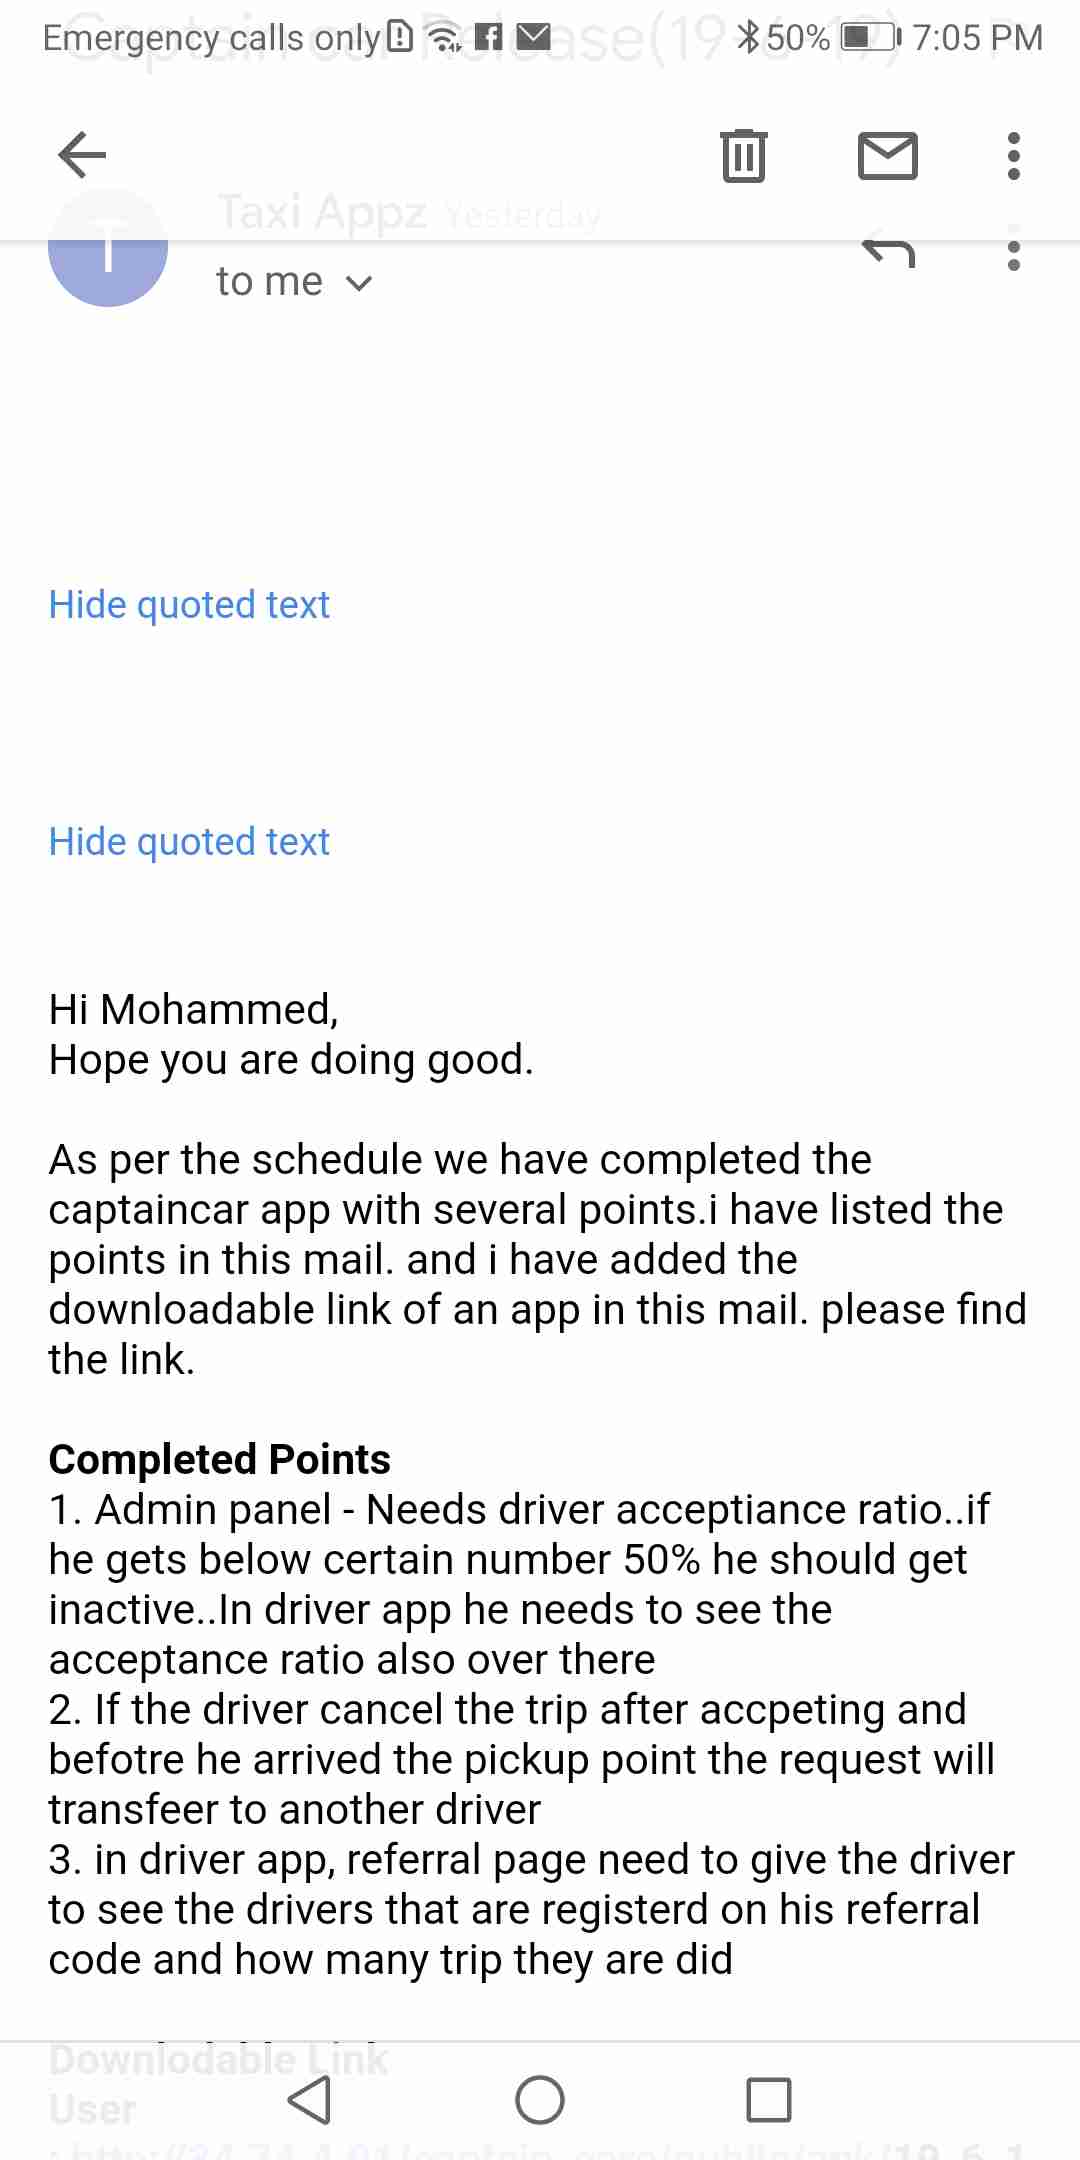 Emergency calls only
50% 7:05 PM
Captain car Release(19-6-19)
Taxi Appz Yesterday
T
to me
Hide quoted text
Hide quoted text
Hi Mohammed,
Hope you are doing good.
As per the schedule we have completed the
captaincar app with several points.i have listed the
points in this mail. and i have added the
downloadable link of an app in this mail. please find
the link.
Completed Points
1. Admin panel - Needs driver acceptiance ratio..if
he gets below certain number 50% he should get
inactive..In driver app he needs to see the
acceptance ratio also over there
2. If the driver cancel the trip after accpeting and
befotre he arrived the pickup point the request will
transfeer to another driver
3. in driver app, referral page need to give the driver
to see the drivers that are registerd on his referral
code and how many trip they are did
Downlodable Link
User